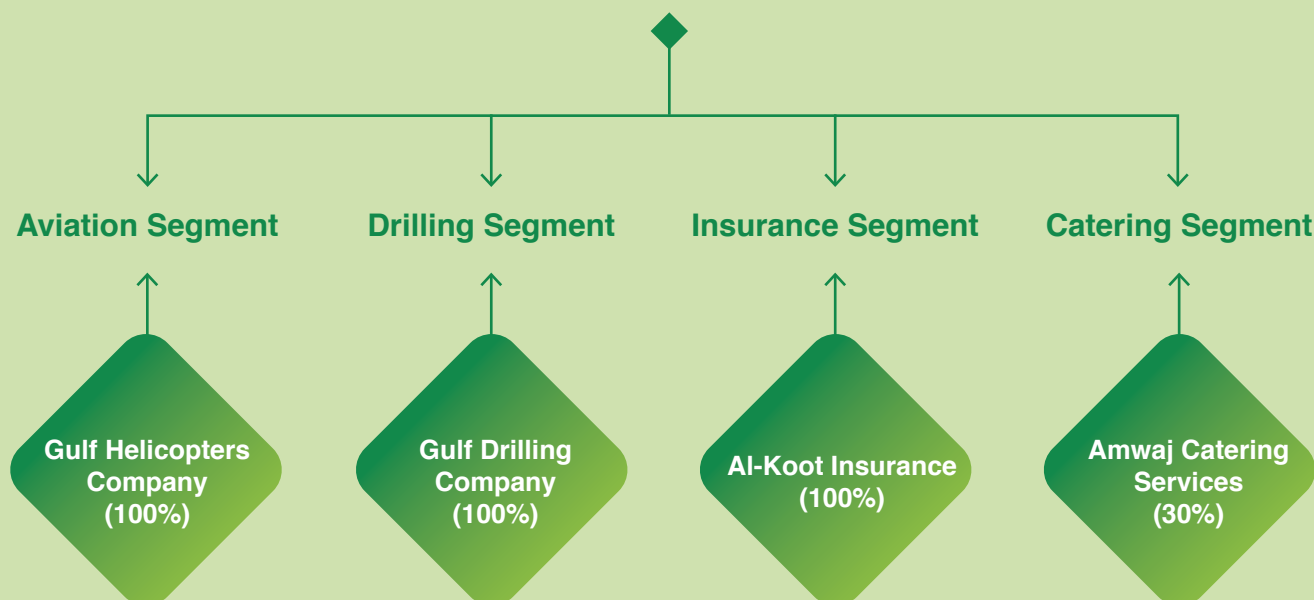 Aviation Segment
Drilling Segment
Insurance Segment
Catering Segment
Gulf Helicopters
Company
(100%)
Gulf Drilling
Company
(100%)
Al-Koot Insurance
(100%)
Amwaj Catering
Services
(30%)